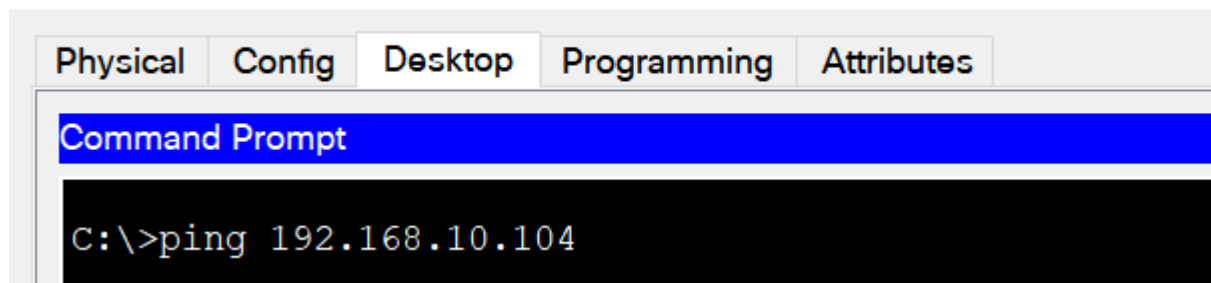 Physical Config Desktop Programming Attributes
Command Prompt
C:\>ping 192.168.10.104